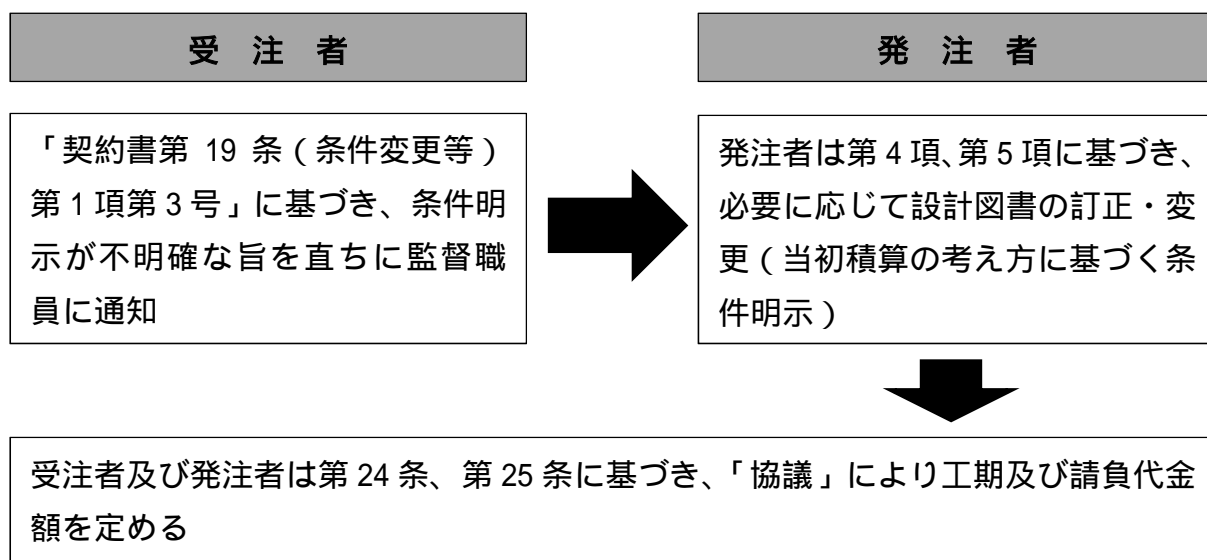 受 注 者
発 注 者
「契約書第 19 条(条件変更等)
第1項第3号」に基づき、条件明
示が不明確な旨を直ちに監督職
員に通知
発注者は第4項、第5項に基づき、
必要に応じて設計図書の訂正・変
更(当初積算の考え方に基づく条
件明示)
受注者及び発注者は第 24 条、第 25 条に基づき、「協議」により工期及び請負代金
額を定める